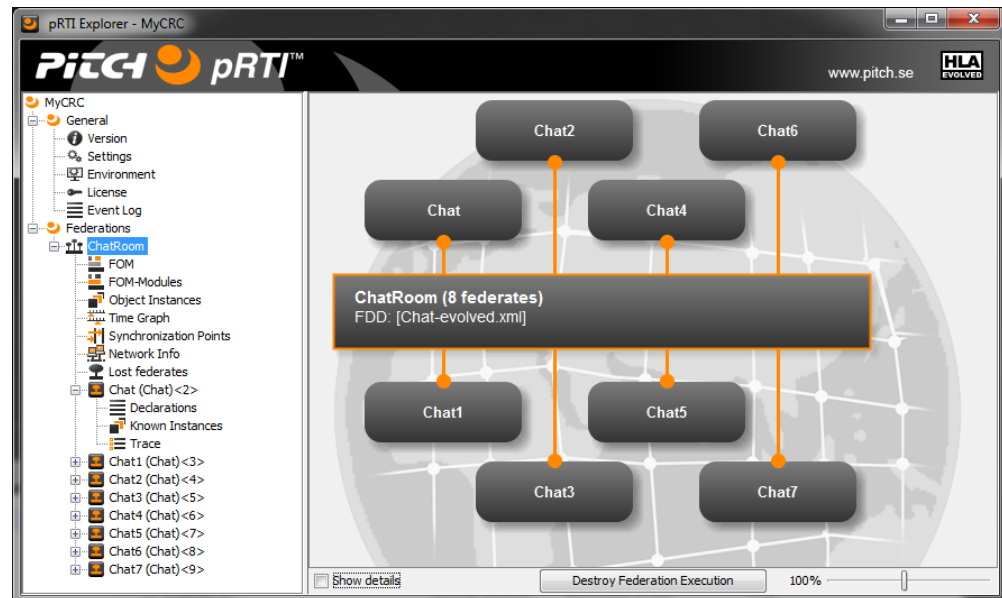 pRTI Explorer - MyCRC
PITCH pRTI™
www.pitch.se
HLA
EVOLVED
MyCRC
General
Version
Settings
Environment
License
Event Log
Federations
ChatRoom
FOM
FOM-Modules
Object Instances
Time Graph
Synchronization Points
Network Info
Lost federates
Chat (Chat)<2>
Declarations
Known Instances
Trace
Chat1 (Chat)<3>
Chat2 (Chat)<4>
Chat3 (Chat)<5>
Chat4 (Chat)<6>
Chat5 (Chat)<7>
Chat6 (Chat)<8>
Chat7 (Chat)<9>
Chat2
Chat6
Chat
Chat4
ChatRoom (8 federates)
FDD: [Chat-evolved.xml]
Chat1
Chat5
Chat3
Chat7
Show details
Destroy Federation Execution
100%